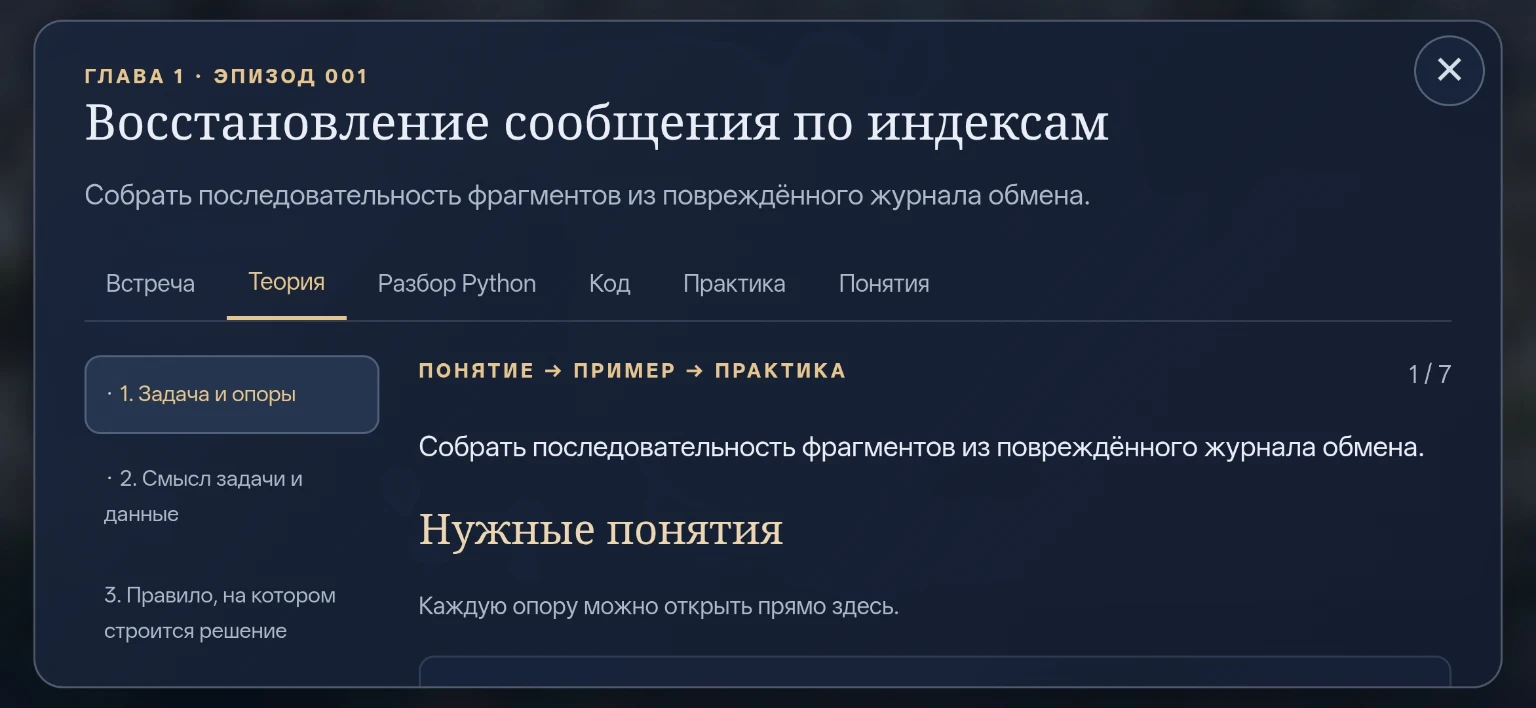 ГЛАВА 1 · ЭПИЗОД 001
Восстановление сообщения по индексам
Собрать последовательность фрагментов из повреждённого журнала обмена.
Встреча Теория Разбор Python Код Практика Понятия
· 1. Задача и опоры
· 2. Смысл задачи и
данные
3. Правило, на котором
строится решение
ПОНЯТИЕ → ПРИМЕР → ПРАКТИКА
1 / 7
Собрать последовательность фрагментов из повреждённого журнала обмена.
Нужные понятия
Каждую опору можно открыть прямо здесь.